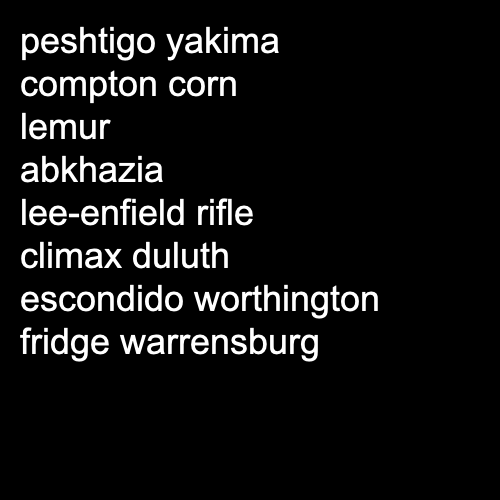 peshtigo yakima
compton corn
lemur
abkhazia
lee-enfield rifle
climax duluth
escondido worthington
fridge warrensburg